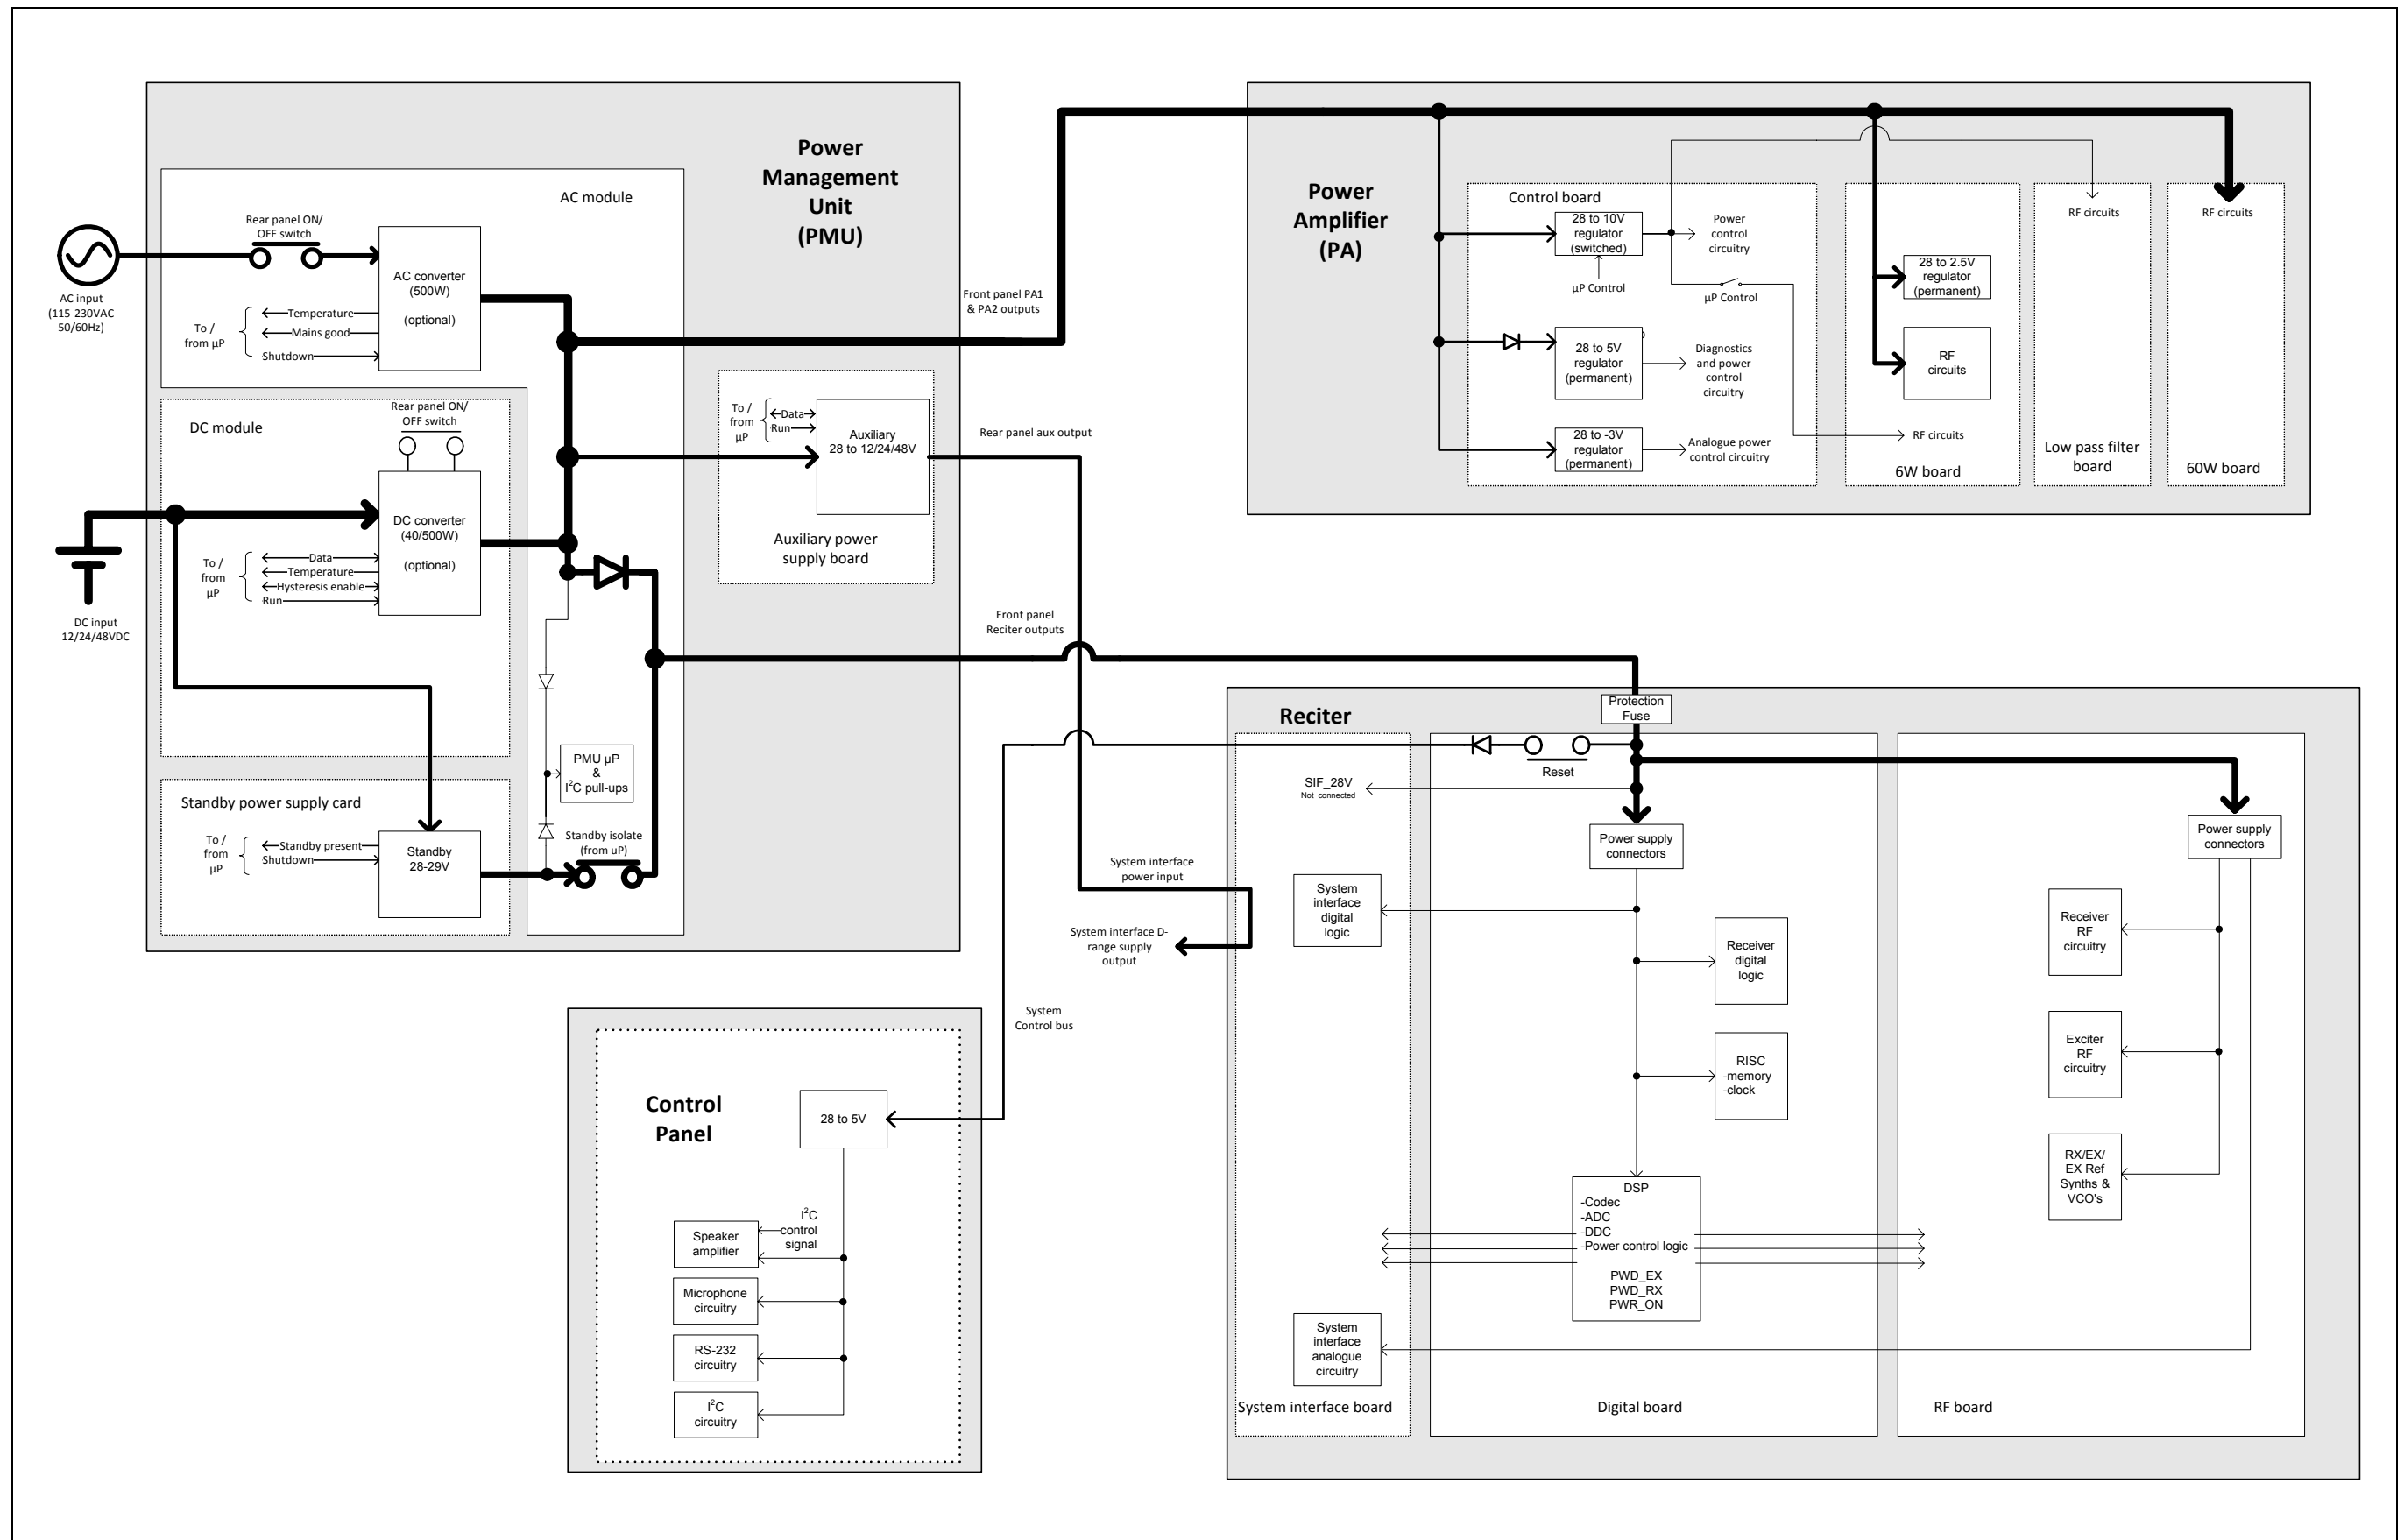 Power
Management
Unit
(PMU)
AC module
Rear panel ON/
OFF switch
AC converter
(500W)
(optional)
AC input
(115-230VAC
50/60Hz)
To /
from µP
Temperature
Mains good
Shutdown
DC module
Rear panel ON/
OFF switch
DC converter
(40/500W)
(optional)
To /
from
µP
Data
Temperature
Hysteresis enable
Run
DC input
12/24/48VDC
Standby power supply card
To /
from
µP
Standby present
Shutdown
Standby
28-29V
PMU µP
&
I²C pull-ups
Standby isolate
(from uP)
To /
from
µP
Data
Run
Auxiliary
28 to 12/24/48V
Auxiliary power
supply board
Front panel PA1
& PA2 outputs
Rear panel aux output
Front panel
Reciter outputs
System interface
power input
System interface D-
range supply
output
System
Control bus
Power
Amplifier
(PA)
Control board
28 to 10V
regulator
(switched)
µP Control
Power
control
circuitry
µP Control
28 to 5V
regulator
(permanent)
Diagnostics
and power
control
circuitry
28 to -3V
regulator
(permanent)
Analogue power
control circuitry
28 to 2.5V
regulator
(permanent)
RF
circuits
RF circuits
6W board
RF circuits
Low pass filter
board
RF circuits
60W board
Reciter
Protection
Fuse
Reset
SIF_28V
Not connected
Power supply
connectors
System
interface
digital
logic
Receiver
digital
logic
RISC
-memory
-clock
DSP
-Codec
-ADC
-DDC
-Power control logic
PWD_EX
PWD_RX
PWR_ON
System
interface
analogue
circuitry
System interface board
Digital board
Power supply
connectors
Receiver
RF
circuitry
Exciter
RF
circuitry
RX/EX/
EX Ref
Synths &
VCO's
RF board
Control
Panel
28 to 5V
I²C
control
signal
Speaker
amplifier
Microphone
circuitry
RS-232
circuitry
I²C
circuitry